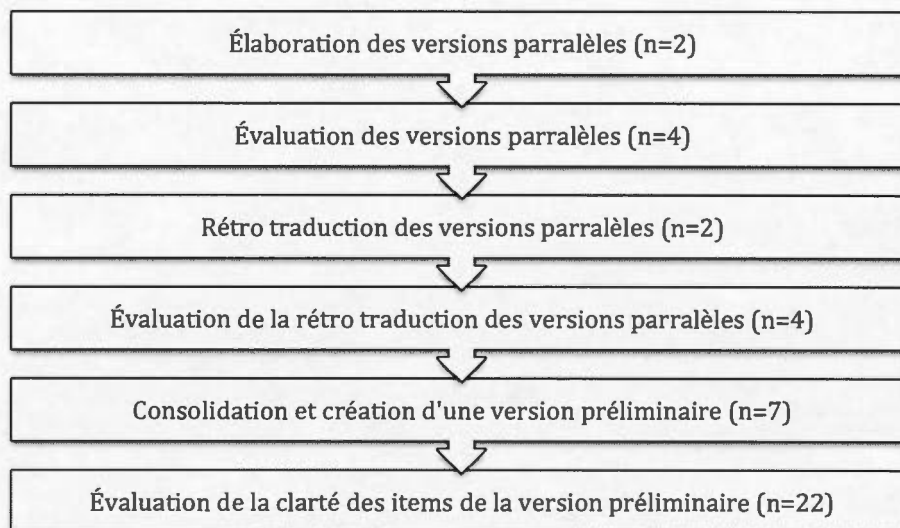 Élaboration des versions parralèles (n=2)
Évaluation des versions parralèles (n=4)
Rétro traduction des versions parralèles (n=2)
Évaluation de la rétro traduction des versions parralèles (n=4)
Consolidation et création d'une version préliminaire (n=7)
Évaluation de la clarté des items de la version préliminaire (n=22)